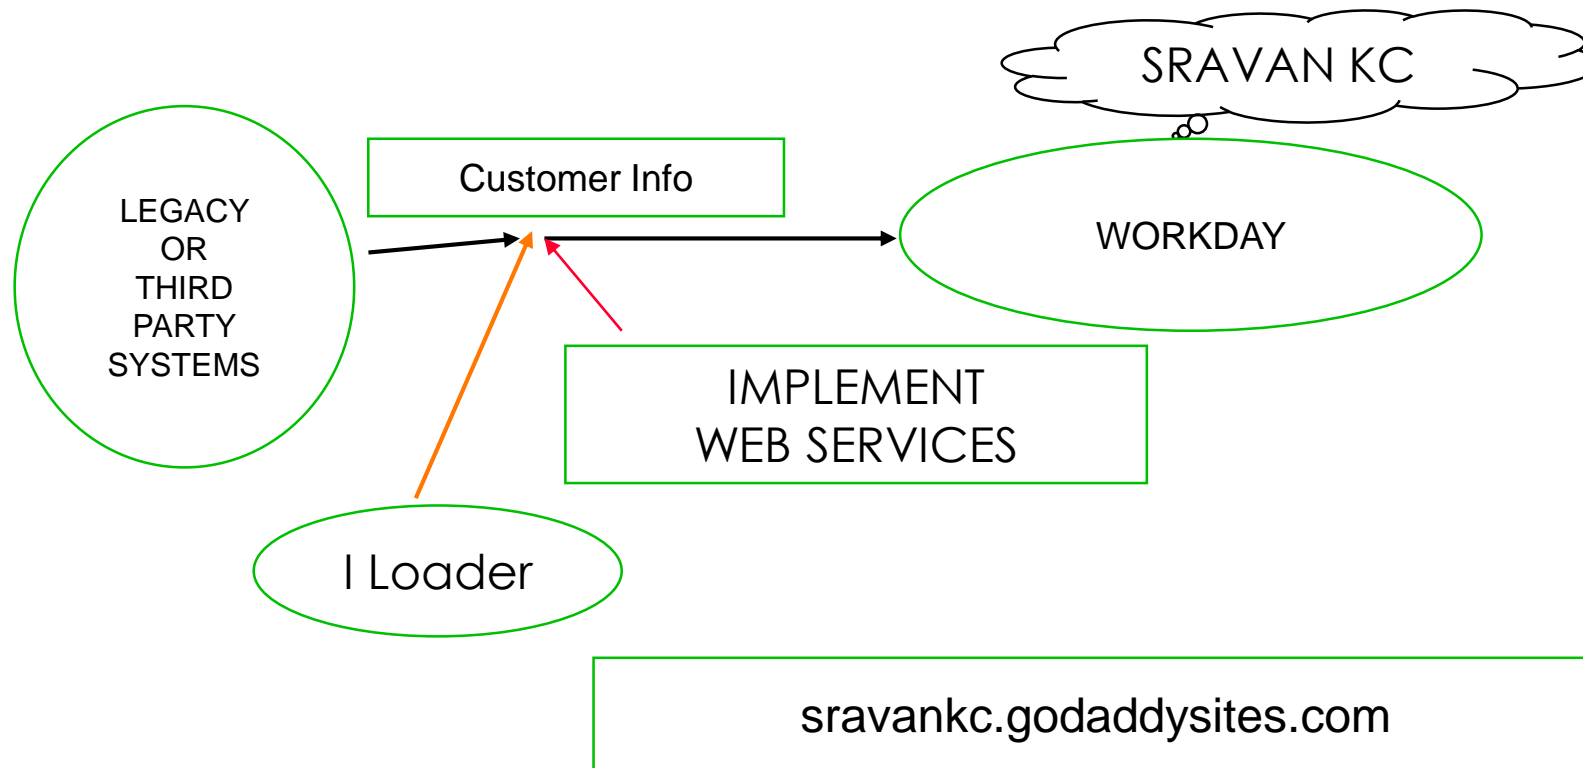 SRAVAN KC
Customer Info
LEGACY
OR
THIRD
PARTY
SYSTEMS
WORKDAY
IMPLEMENT
WEB SERVICES
I Loader
sravankc.godaddysites.com